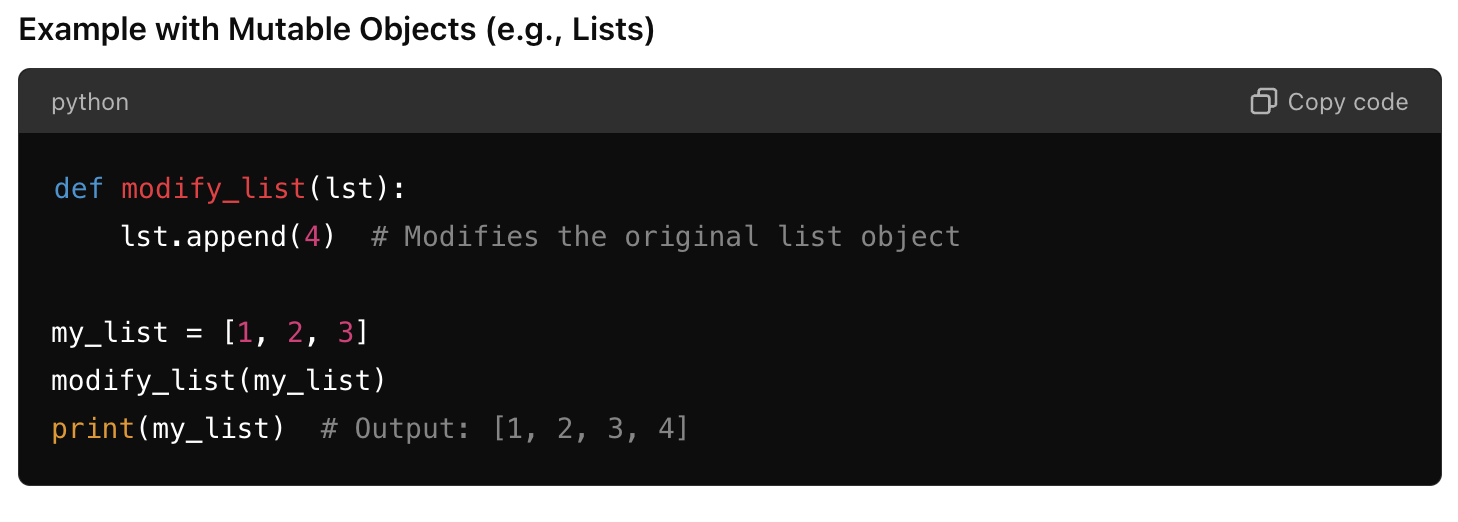 Example with Mutable Objects (e.g., Lists)
python
Copy code
def modify_list(lst):
    lst.append(4)  # Modifies the original list object
my_list = [1, 2, 3]
modify_list(my_list)
print(my_list)  # Output: [1, 2, 3, 4]